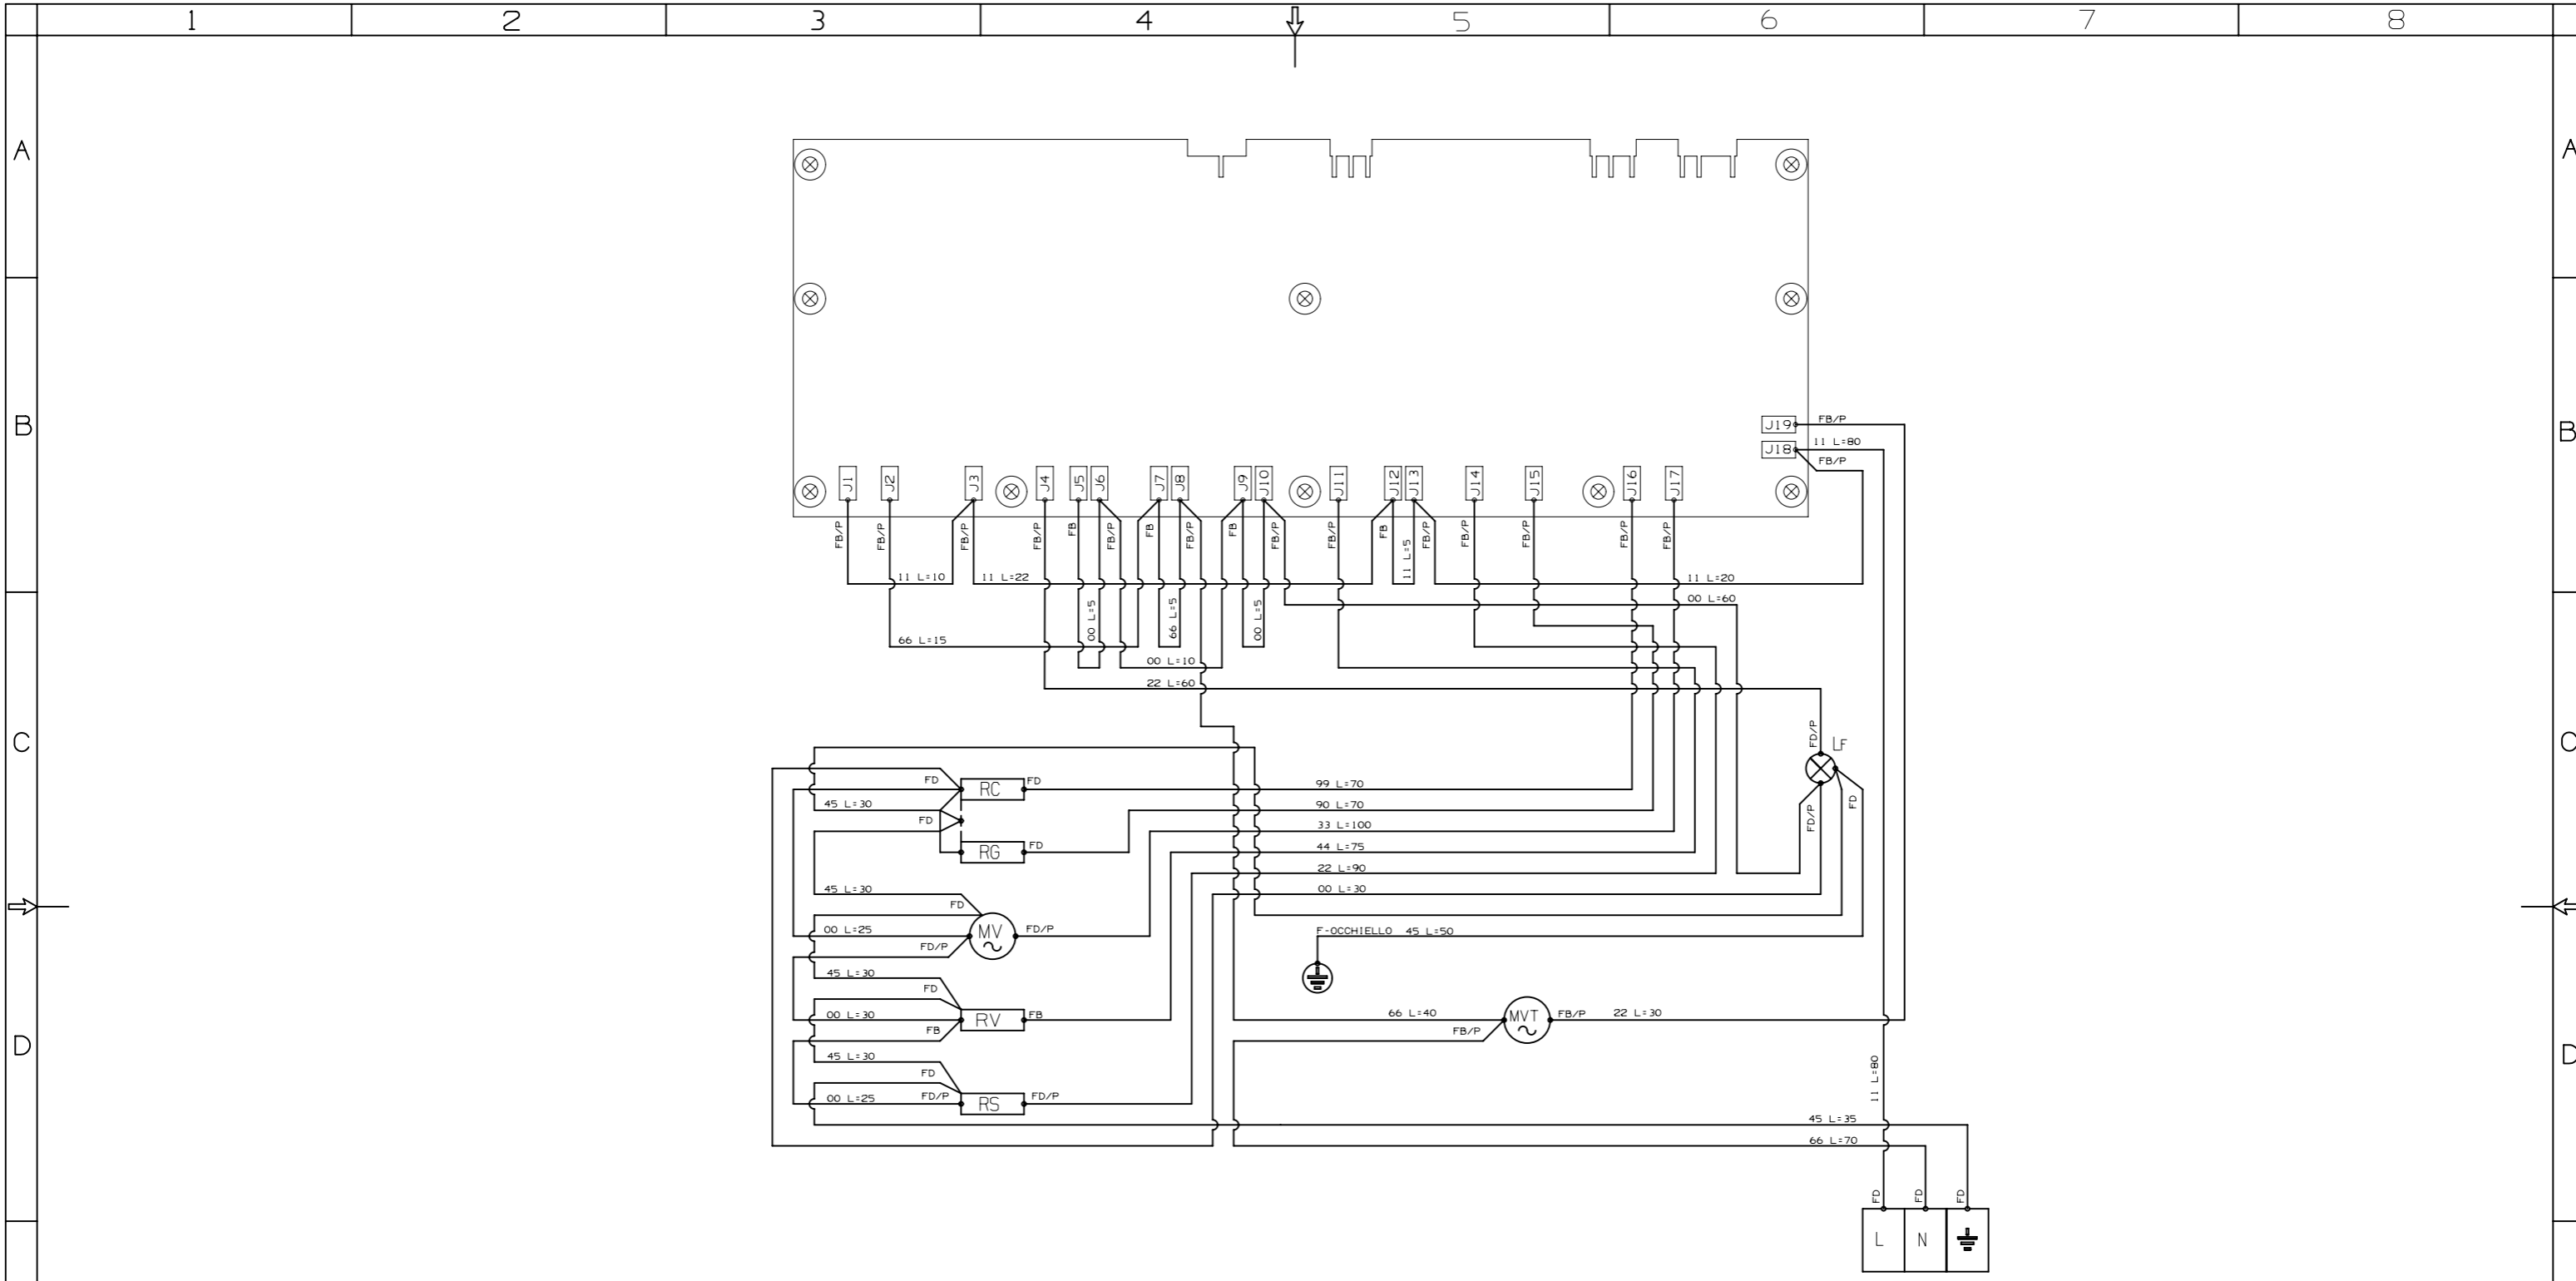 1 2 3 4 5 6 7 8
A A
B B
J19 FB/P
11 L=80
J18 FB/P
J1 J2 J3 J4 J5 J6 J7 J8 J9 J10 J11 J12 J13 J14 J15 J16 J17
FB/P FB/P FB/P FB/P FB FB/P FB FB/P FB FB/P FB/P FB FB/P FB/P FB/P FB/P FB/P
11 L=5
11 L=10 11 L=22 11 L=20
00 L=5 66 L=5 00 L=5
00 L=60
66 L=15
00 L=10
22 L=60
C C
FD/P LF
FD RC FD 99 L=70
45 L=30 90 L=70
FD/P FD
FD 33 L=100
RG FD 44 L=75
22 L=90
45 L=30 00 L=30
FD
00 L=25 MV FD/P F-OCCHIELLO 45 L=50
FD/P
45 L=30
FD
00 L=30 RV FB 66 L=40 MVT FB/P 22 L=30
FB FB/P
D D
45 L=30
FD
11 L=80
00 L=25 FD/P RS FD/P
45 L=35
66 L=70
FD FD FD
L N